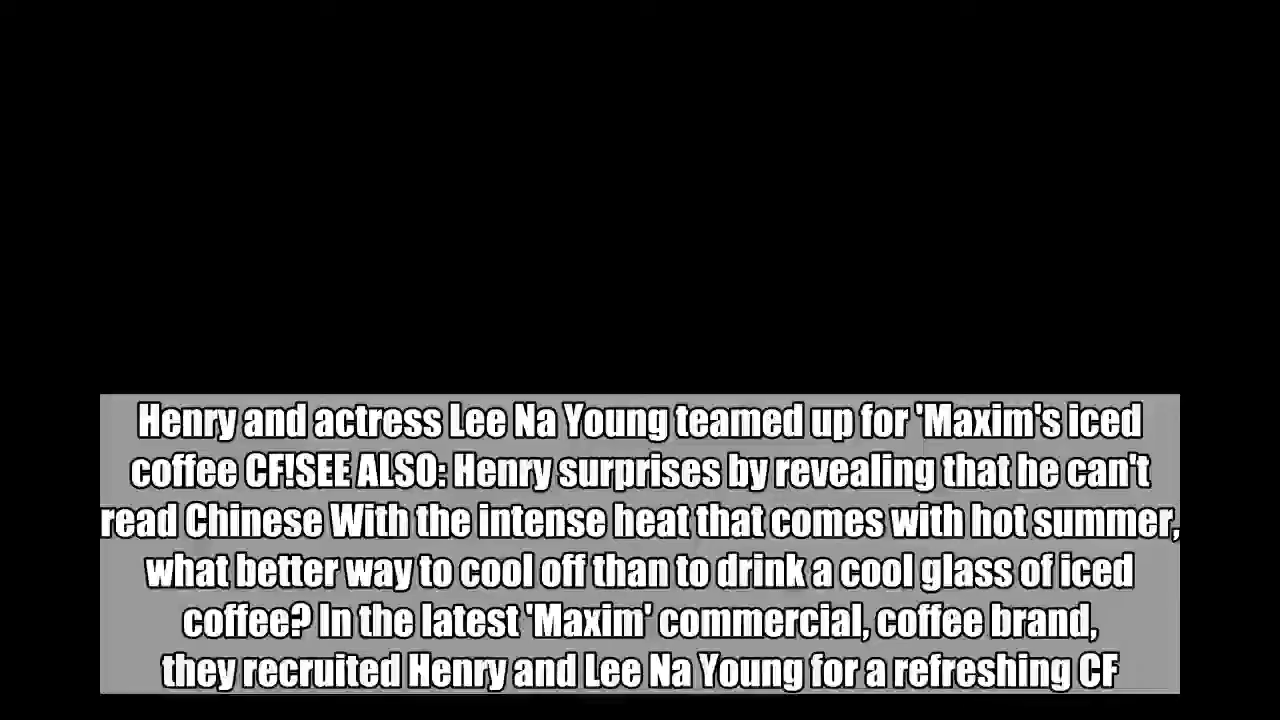 Henry and actress Lee Na Young teamed up for 'Maxim's iced
coffee CF!SEE ALSO: Henry surprises by revealing that he can't
read Chinese With the intense heat that comes with hot summer,
what better way to cool off than to drink a cool glass of iced
coffee? In the latest 'Maxim' commercial, coffee brand,
they recruited Henry and Lee Na Young for a refreshing CF